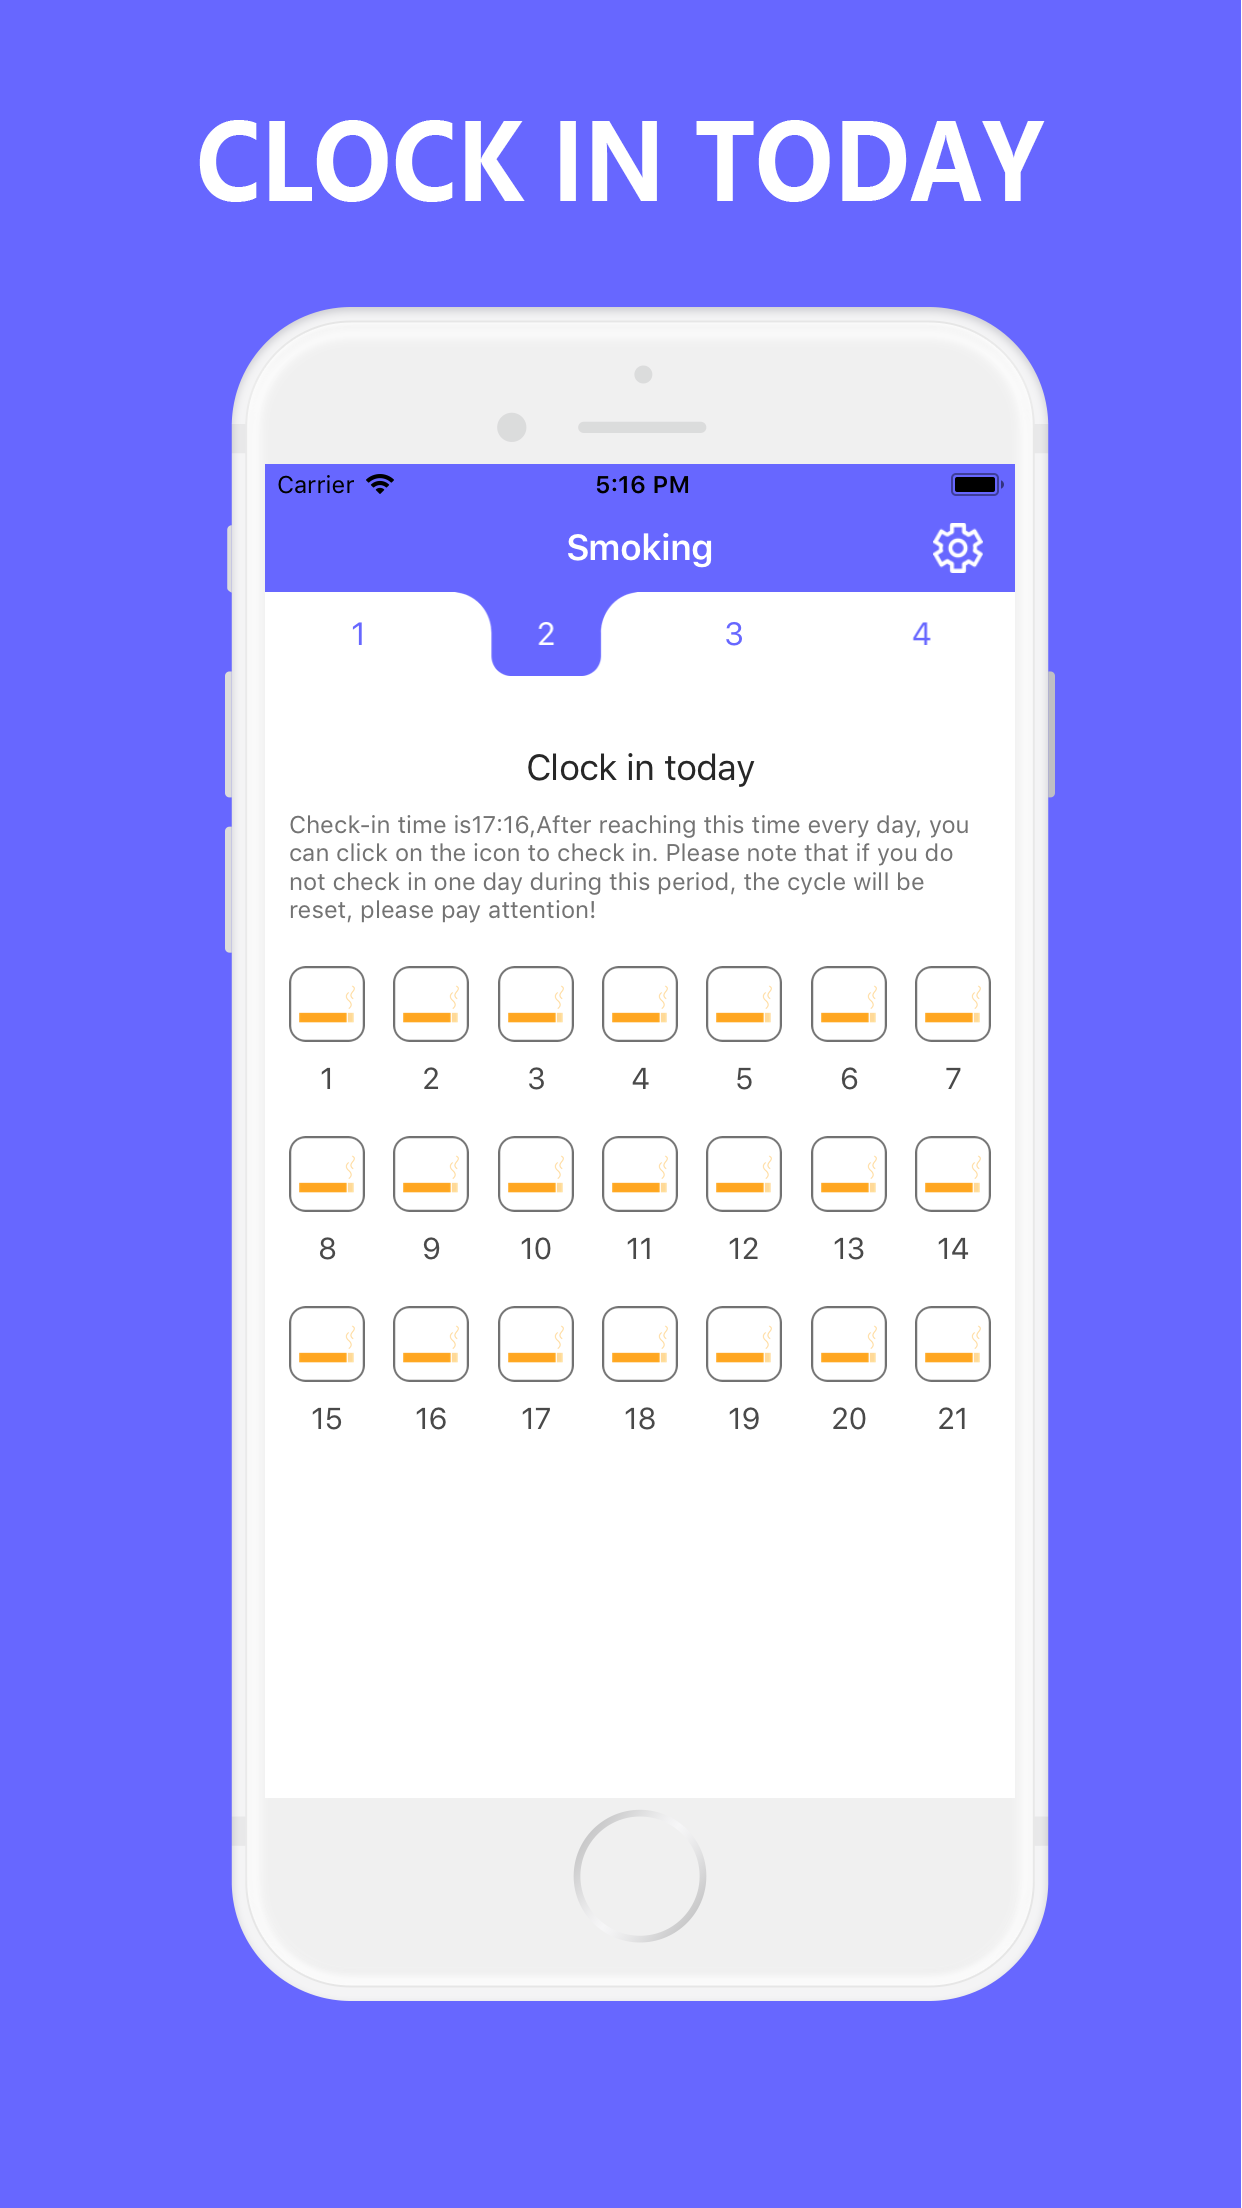 CLOCK IN TODAY
Carrier 5:16 PM
Smoking
1 2 3 4
Clock in today
Check-in time is17:16,After reaching this time every day, you
can click on the icon to check in. Please note that if you do
not check in one day during this period, the cycle will be
reset, please pay attention!
1 2 3 4 5 6 7
8 9 10 11 12 13 14
15 16 17 18 19 20 21